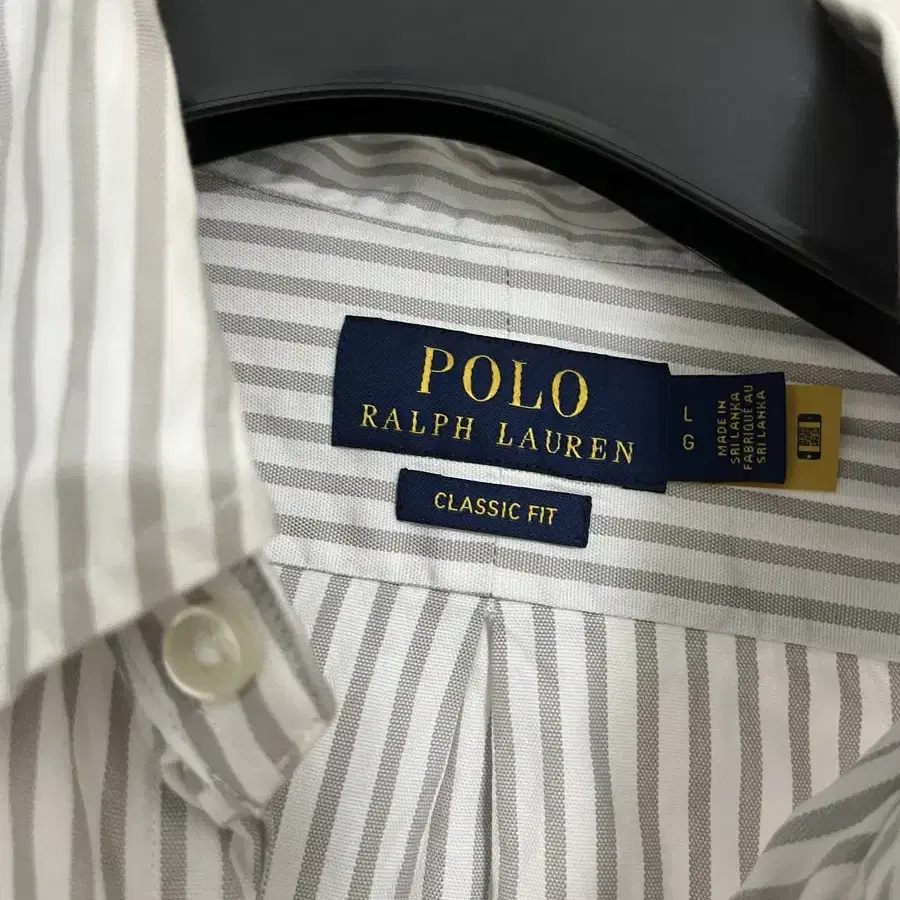 POLO
RALPH LAUREN
L
G
MADE IN
SRI LANKA
FABRIQUÉ AU
SRI LANKA
CLASSIC FIT